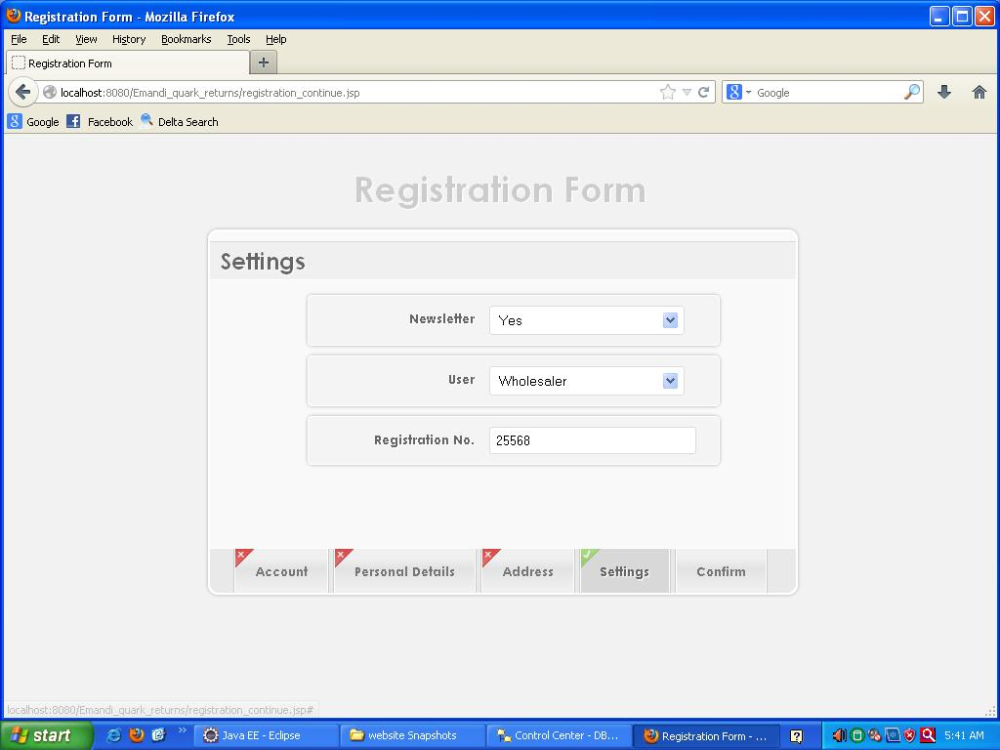 Registration Form - Mozilla Firefox
File Edit View History Bookmarks Tools Help
Registration Form
localhost:8080/Emandi_quark_returns/registration_continue.jsp
Google
Google Facebook Delta Search
Registration Form
Settings
Newsletter Yes
User Wholesaler
Registration No. 25568
Account Personal Details Address Settings Confirm
localhost:8080/Emandi_quark_returns/registration_continue.jsp#
start Java EE - Eclipse website Snapshots Control Center - DB... Registration Form - ... 5:41 AM